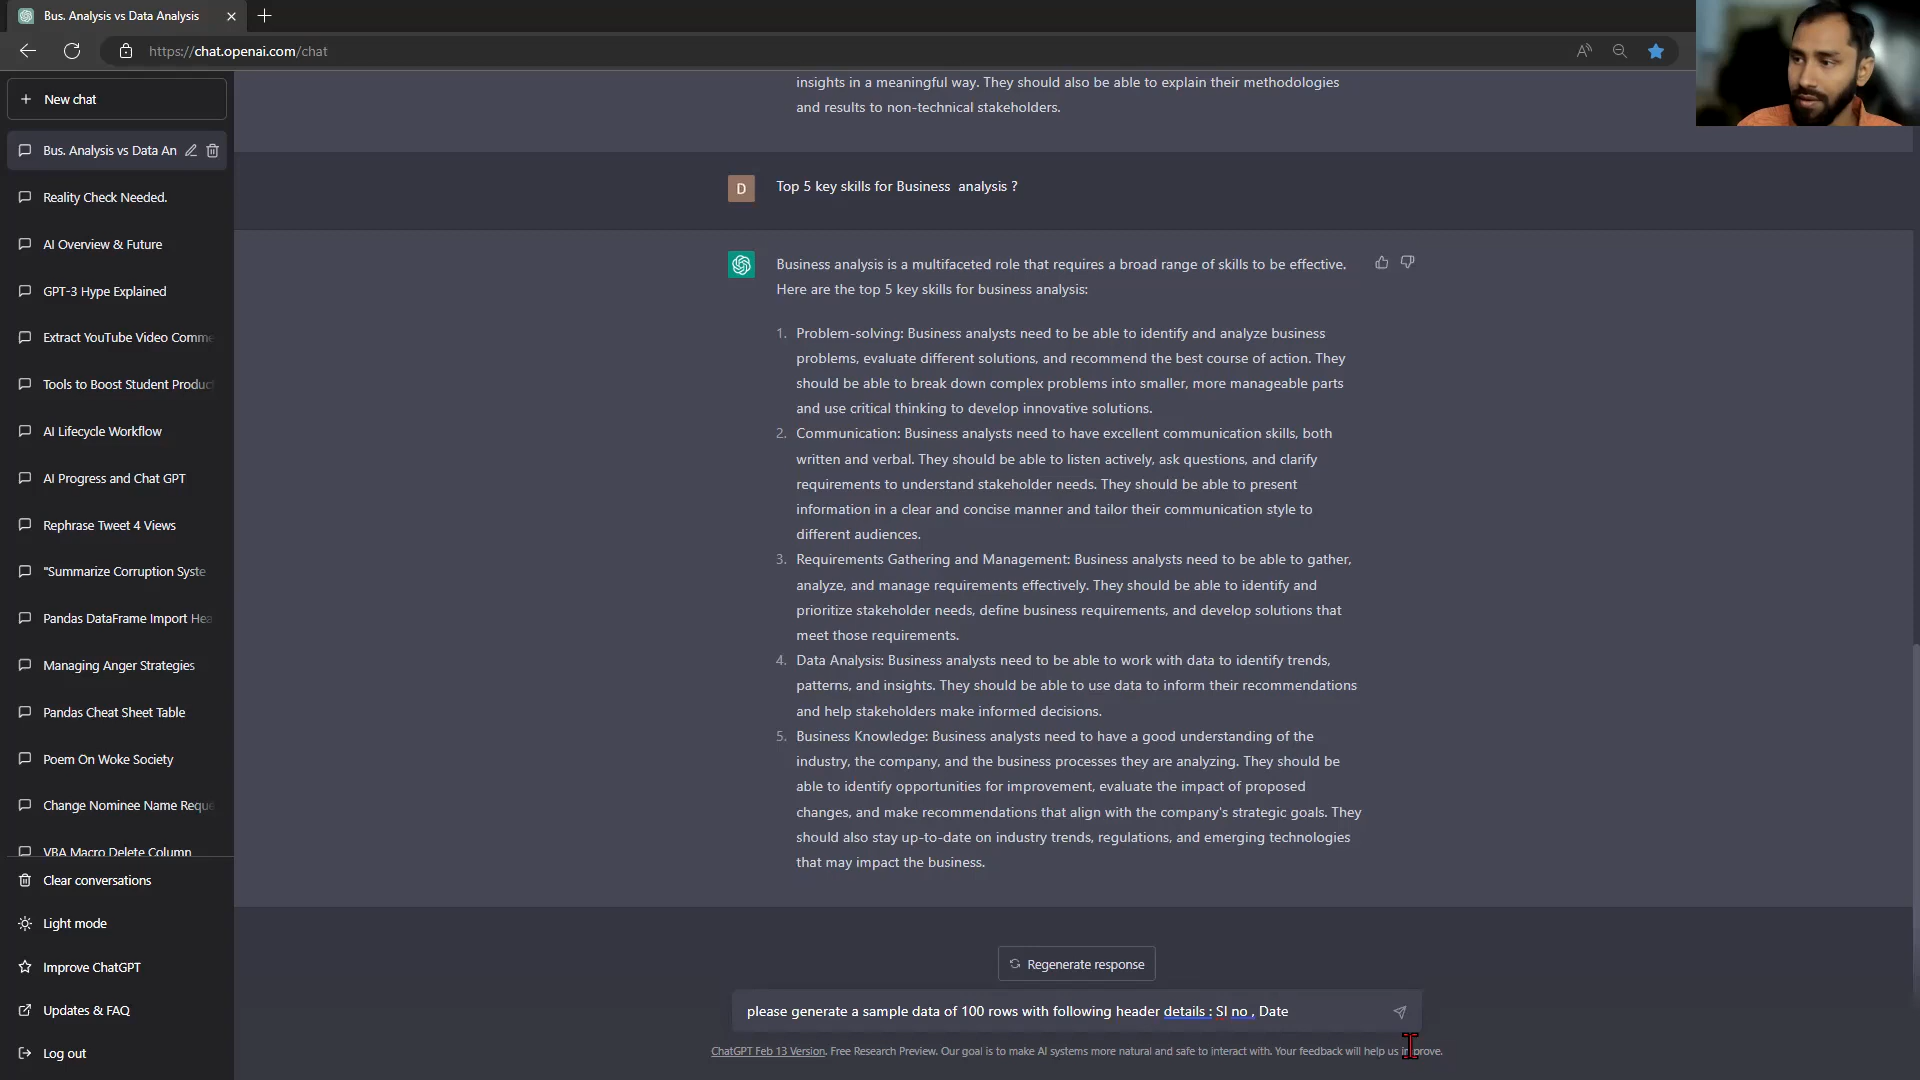 Bus. Analysis vs Data Analysis
https://chat.openai.com/chat
New chat
Bus. Analysis vs Data An
Reality Check Needed.
AI Overview & Future
GPT-3 Hype Explained
Extract YouTube Video Comme
Tools to Boost Student Produc
AI Lifecycle Workflow
AI Progress and Chat GPT
Rephrase Tweet 4 Views
"Summarize Corruption Syste
Pandas DataFrame Import Hea
Managing Anger Strategies
Pandas Cheat Sheet Table
Poem On Woke Society
Change Nominee Name Reque
VBA Macro Delete Column
Clear conversations
Light mode
Improve ChatGPT
Updates & FAQ
Log out
insights in a meaningful way. They should also be able to explain their methodologies
and results to non-technical stakeholders.
D
Top 5 key skills for Business  analysis ?
Business analysis is a multifaceted role that requires a broad range of skills to be effective.
Here are the top 5 key skills for business analysis:
1. Problem-solving: Business analysts need to be able to identify and analyze business
problems, evaluate different solutions, and recommend the best course of action. They
should be able to break down complex problems into smaller, more manageable parts
and use critical thinking to develop innovative solutions.
2. Communication: Business analysts need to have excellent communication skills, both
written and verbal. They should be able to listen actively, ask questions, and clarify
requirements to understand stakeholder needs. They should be able to present
information in a clear and concise manner and tailor their communication style to
different audiences.
3. Requirements Gathering and Management: Business analysts need to be able to gather,
analyze, and manage requirements effectively. They should be able to identify and
prioritize stakeholder needs, define business requirements, and develop solutions that
meet those requirements.
4. Data Analysis: Business analysts need to be able to work with data to identify trends,
patterns, and insights. They should be able to use data to inform their recommendations
and help stakeholders make informed decisions.
5. Business Knowledge: Business analysts need to have a good understanding of the
industry, the company, and the business processes they are analyzing. They should be
able to identify opportunities for improvement, evaluate the impact of proposed
changes, and make recommendations that align with the company's strategic goals. They
should also stay up-to-date on industry trends, regulations, and emerging technologies
that may impact the business.
Regenerate response
please generate a sample data of 100 rows with following header details : Sl no , Date
ChatGPT Feb 13 Version. Free Research Preview. Our goal is to make AI systems more natural and safe to interact with. Your feedback will help us improve.